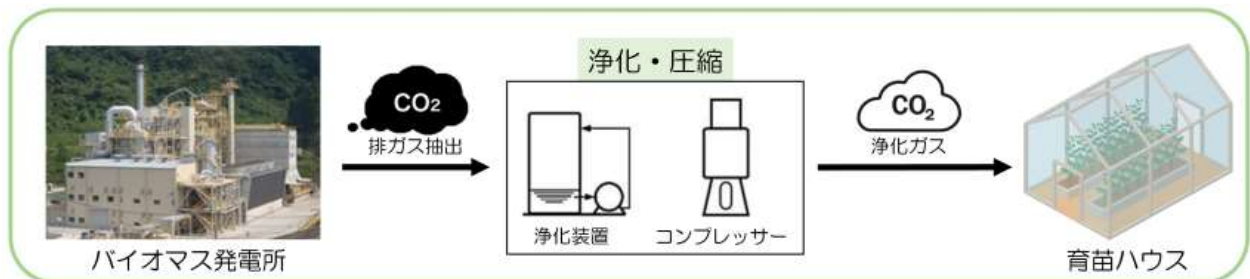 浄化・圧縮
CO₂
排ガス抽出
CO₂
浄化ガス
浄化装置
コンプレッサー
バイオマス発電所
育苗ハウス